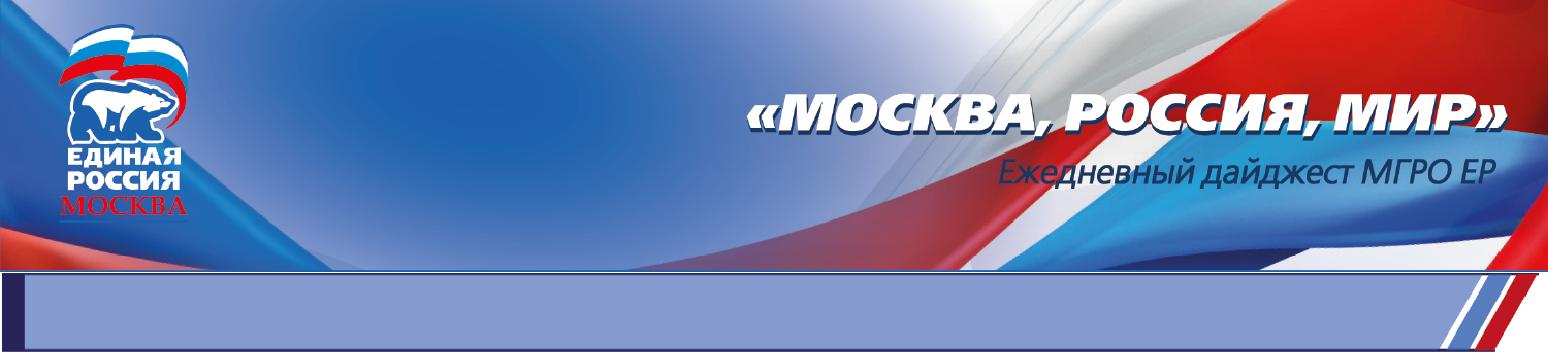 ЕДИНАЯ
РОССИЯ
МОСКВА
«МОСКВА, РОССИЯ, МИР»
Ежедневный дайджест МГРО ЕР